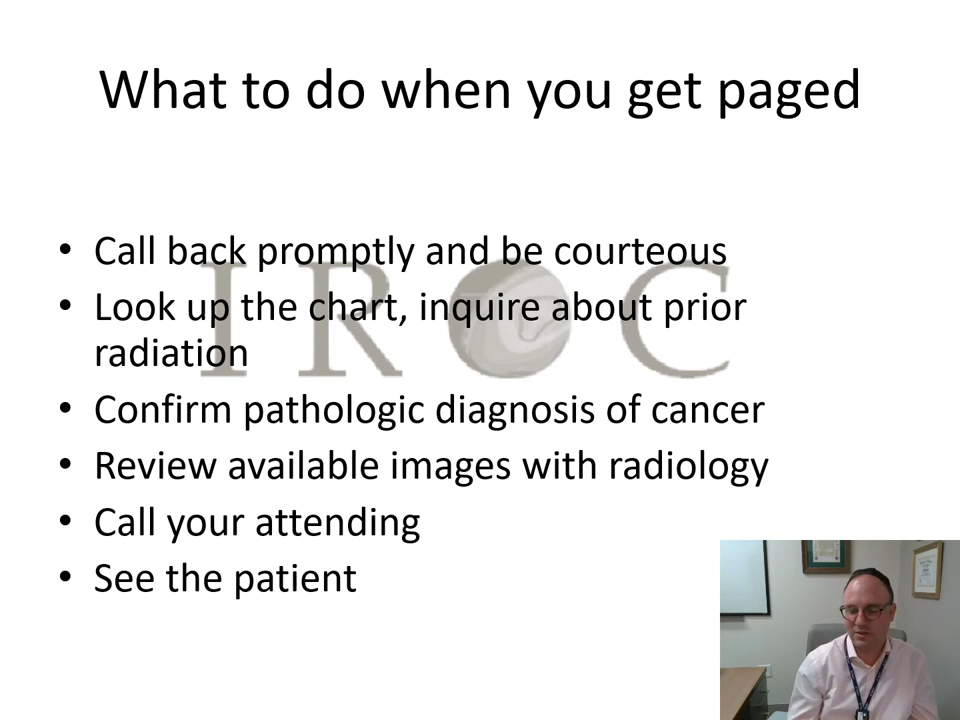 What to do when you get paged
• Call back promptly and be courteous
• Look up the chart, inquire about prior
radiation
• Confirm pathologic diagnosis of cancer
• Review available images with radiology
• Call your attending
• See the patient
IROC